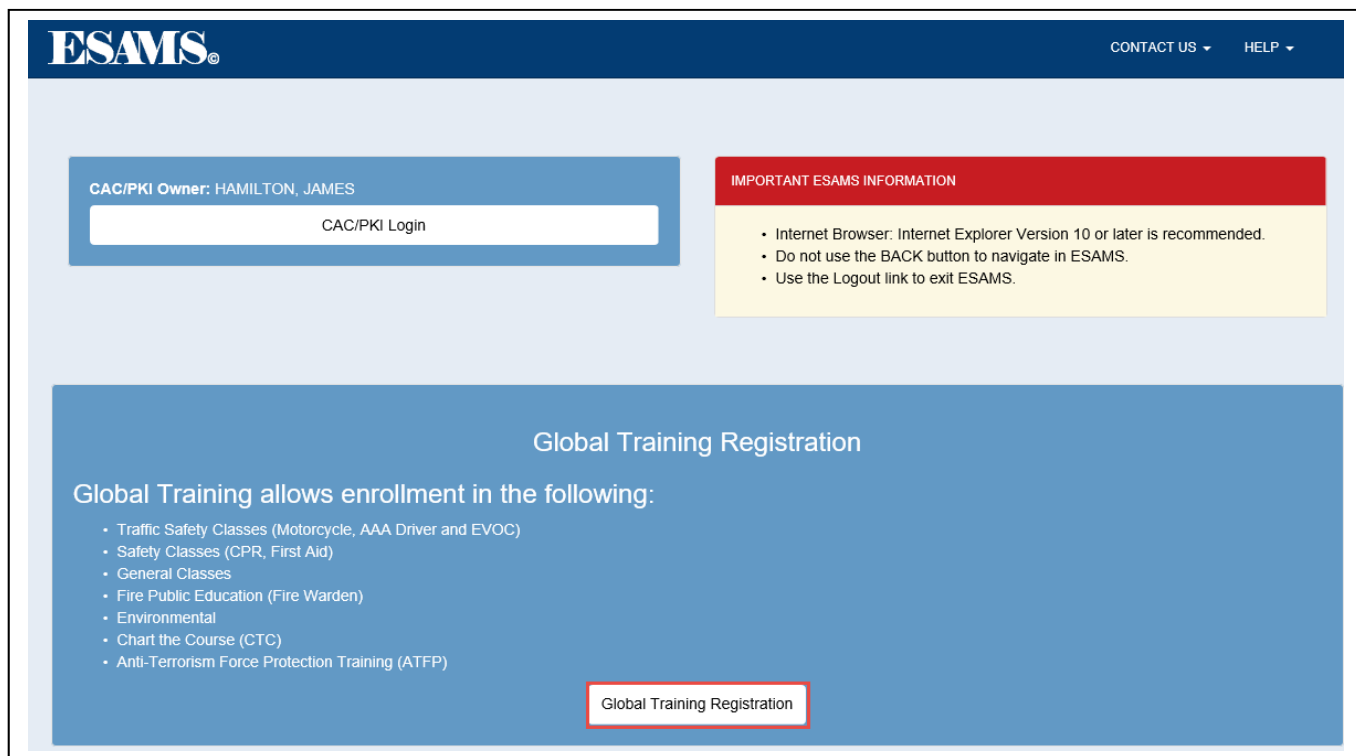 ESAMS©
CONTACT US
HELP
CAC/PKI Owner: HAMILTON, JAMES
CAC/PKI Login
IMPORTANT ESAMS INFORMATION
• Internet Browser: Internet Explorer Version 10 or later is recommended.
• Do not use the BACK button to navigate in ESAMS.
• Use the Logout link to exit ESAMS.
Global Training Registration
Global Training allows enrollment in the following:
• Traffic Safety Classes (Motorcycle, AAA Driver and EVOC)
• Safety Classes (CPR, First Aid)
• General Classes
• Fire Public Education (Fire Warden)
• Environmental
• Chart the Course (CTC)
• Anti-Terrorism Force Protection Training (ATFP)
Global Training Registration